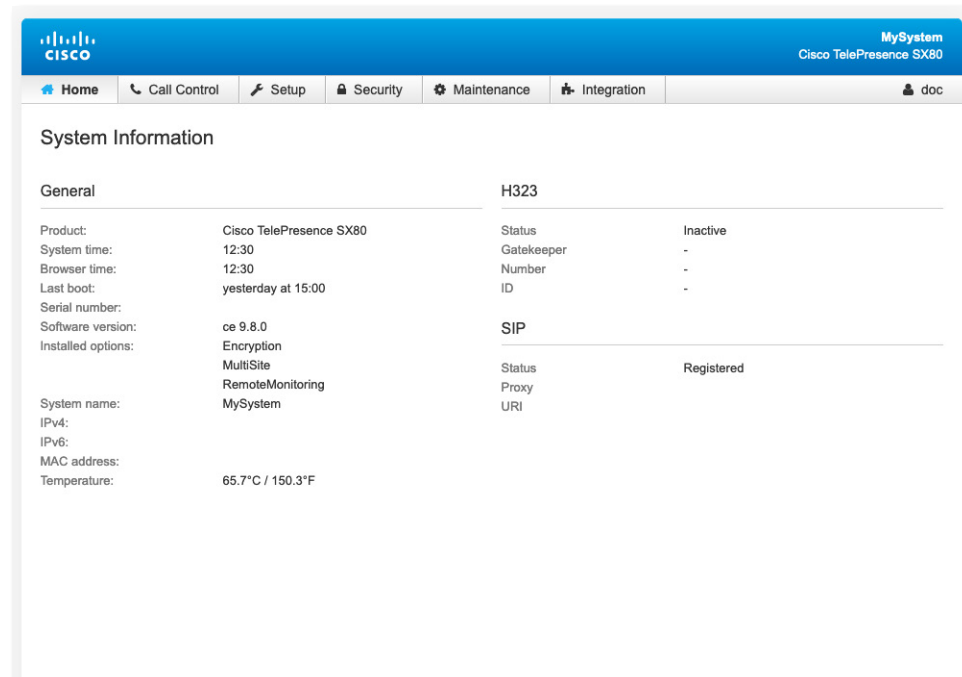 CISCO
MySystem
Cisco TelePresence SX80
Home
Call Control
Setup
Security
Maintenance
Integration
doc
System Information
General
Product: Cisco TelePresence SX80
System time: 12:30
Browser time: 12:30
Last boot: yesterday at 15:00
Serial number:
Software version: ce 9.8.0
Installed options: Encryption
MultiSite
RemoteMonitoring
System name: MySystem
IPv4:
IPv6:
MAC address:
Temperature: 65.7°C / 150.3°F
H323
Status Inactive
Gatekeeper -
Number -
ID -
SIP
Status Registered
Proxy
URI